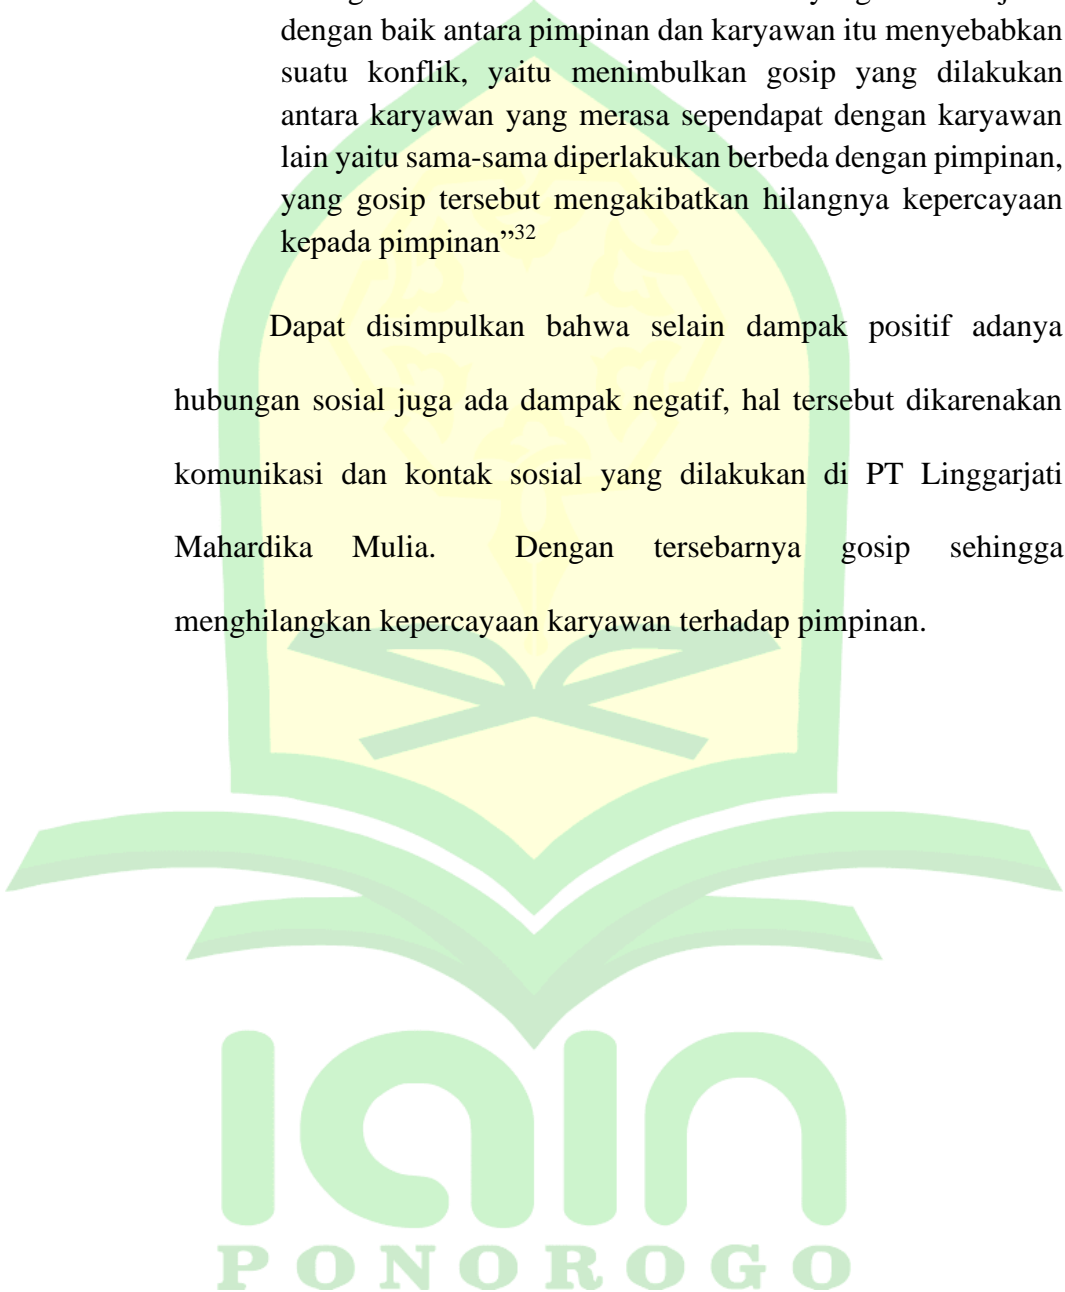 dengan baik antara pimpinan dan karyawan itu menyebabkan
suatu konflik, yaitu menimbulkan gosip yang dilakukan
antara karyawan yang merasa sependapat dengan karyawan
lain yaitu sama-sama diperlakukan berbeda dengan pimpinan,
yang gosip tersebut mengakibatkan hilangnya kepercayaan
kepada pimpinan”32
Dapat disimpulkan bahwa selain dampak positif adanya
hubungan sosial juga ada dampak negatif, hal tersebut dikarenakan
komunikasi dan kontak sosial yang dilakukan di PT Linggarjati
Mahardika Mulia. Dengan tersebarnya gosip sehingga
menghilangkan kepercayaan karyawan terhadap pimpinan.
iain
PONOROGO